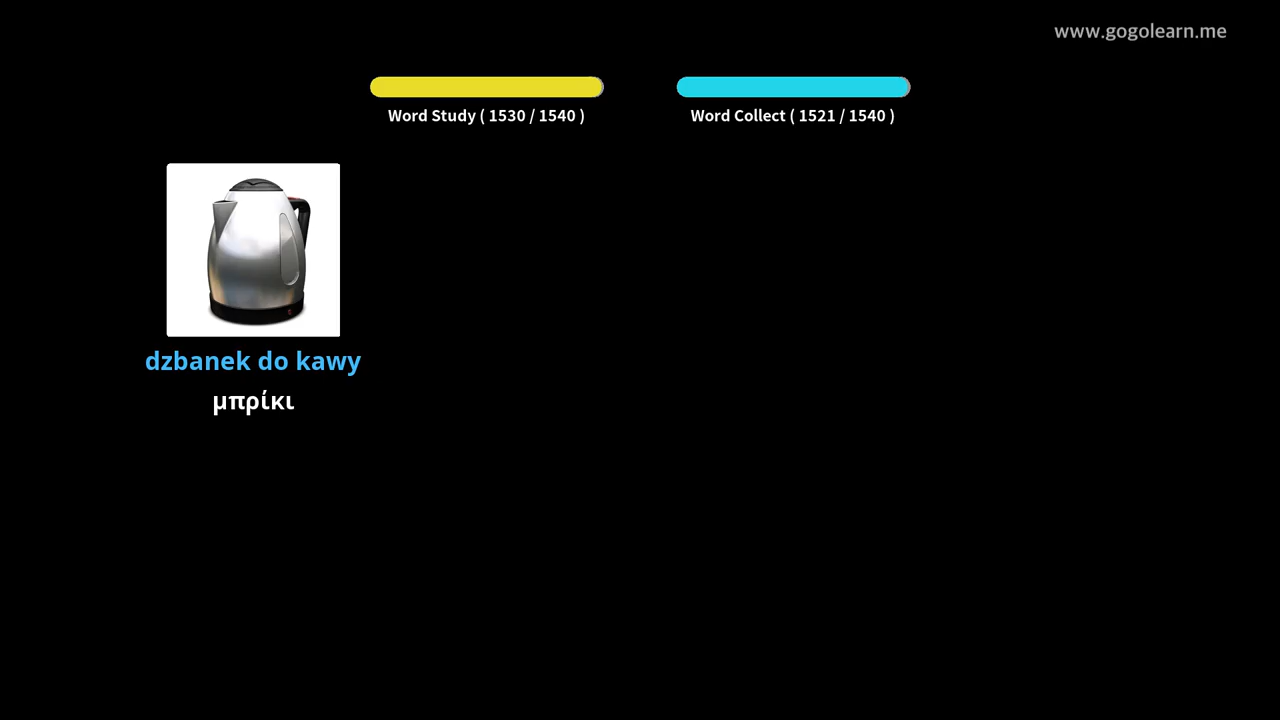 www.gogolearn.me
Word Study ( 1530 / 1540 )
Word Collect ( 1521 / 1540 )
dzbanek do kawy
μπρίκι